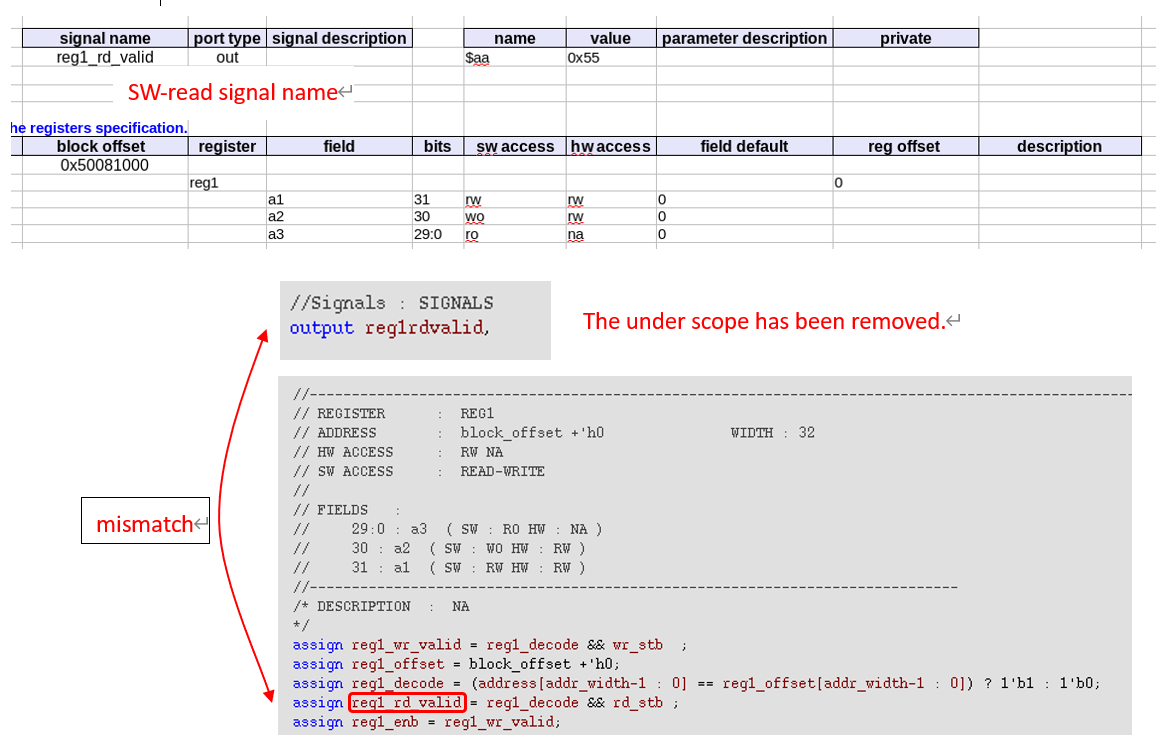 signal name port type signal description name value parameter description private
reg1_rd_valid out $aa 0x55
SW-read signal name↵
he registers specification.
block offset register field bits sw access hw access field default reg offset description
0x50081000
reg1 0
a1 31 rw rw 0
a2 30 wo rw 0
a3 29:0 ro na 0
//Signals : SIGNALS
output reg1rdvalid,
The under scope has been removed.↵
//------------------------------------------------------------------------------------------------------
// REGISTER : REG1
// ADDRESS : block_offset +'h0 WIDTH : 32
// HW ACCESS : RW NA
// SW ACCESS : READ-WRITE
//
// FIELDS :
// 29:0 : a3 ( SW : RO HW : NA )
// 30 : a2 ( SW : WO HW : RW )
// 31 : a1 ( SW : RW HW : RW )
//--------------------------------------------------------------------------------
/* DESCRIPTION : NA
*/
assign reg1_wr_valid = reg1_decode && wr_stb ;
assign reg1_offset = block_offset +'h0;
assign reg1_decode = (address[addr_width-1 : 0] == reg1_offset[addr_width-1 : 0]) ? 1'b1 : 1'b0;
assign reg1_rd_valid = reg1_decode && rd_stb ;
assign reg1_enb = reg1_wr_valid;
mismatch↵